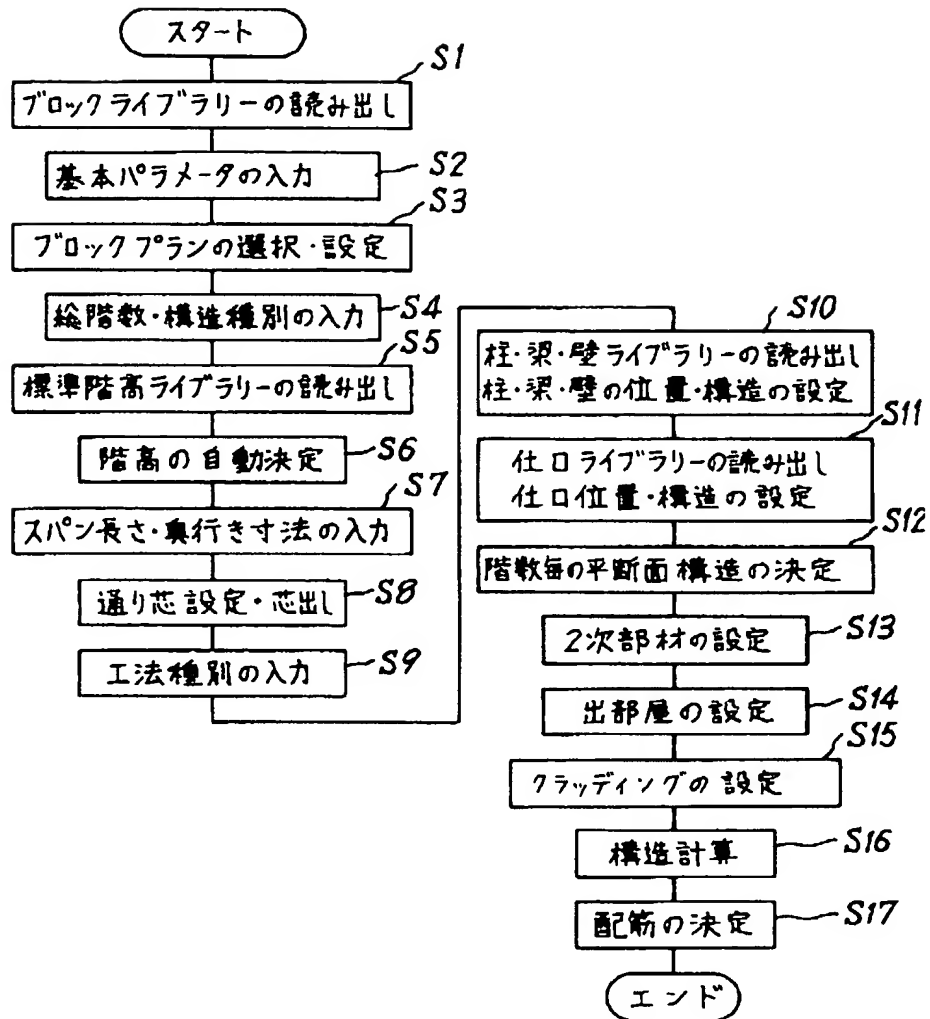 スタート
S1
ブロックライブラリーの読み出し
S2
基本パラメータの入力
S3
ブロックプランの選択・設定
S4
総階数・構造種別の入力
S5
標準階高ライブラリーの読み出し
S6
階高の自動決定
S7
スパン長さ・奥行き寸法の入力
S8
通り芯設定・芯出し
S9
工法種別の入力
S10
柱・梁・壁ライブラリーの読み出し
柱・梁・壁の位置・構造の設定
S11
仕口ライブラリーの読み出し
仕口位置・構造の設定
S12
階数毎の平断面構造の決定
S13
2次部材の設定
S14
出部屋の設定
S15
クラッディングの設定
S16
構造計算
S17
配筋の決定
エンド